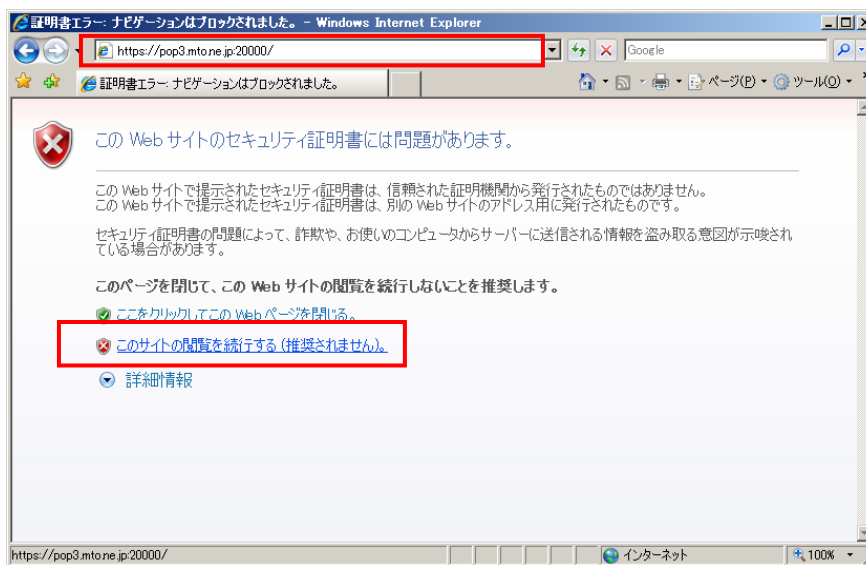 証明書エラー: ナビゲーションはブロックされました。 - Windows Internet Explorer
https://pop3.mto.ne.jp:20000/
Google
証明書エラー: ナビゲーションはブロックされました。
ページ(P)
ツール(O)
この Web サイトのセキュリティ証明書には問題があります。
この Web サイトで提示されたセキュリティ証明書は、信頼された証明機関から発行されたものではありません。
この Web サイトで提示されたセキュリティ証明書は、別の Web サイトのアドレス用に発行されたものです。
セキュリティ証明書の問題によって、詐欺や、お使いのコンピュータからサーバーに送信される情報を盗み取る意図が示唆され
ている場合があります。
このページを閉じて、この Web サイトの閲覧を続行しないことを推奨します。
ここをクリックしてこの Web ページを閉じる。
このサイトの閲覧を続行する (推奨されません)。
詳細情報
https://pop3.mto.ne.jp:20000/
インターネット
100%